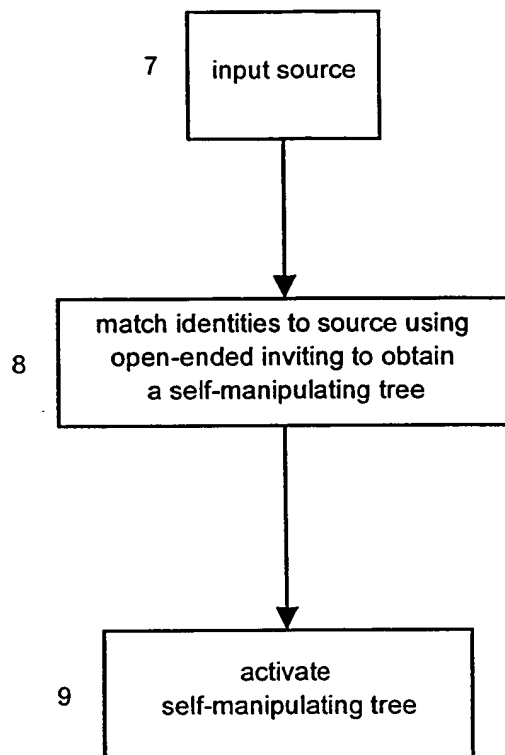 7
input source
8
match identities to source using
open-ended inviting to obtain
a self-manipulating tree
9
activate
self-manipulating tree